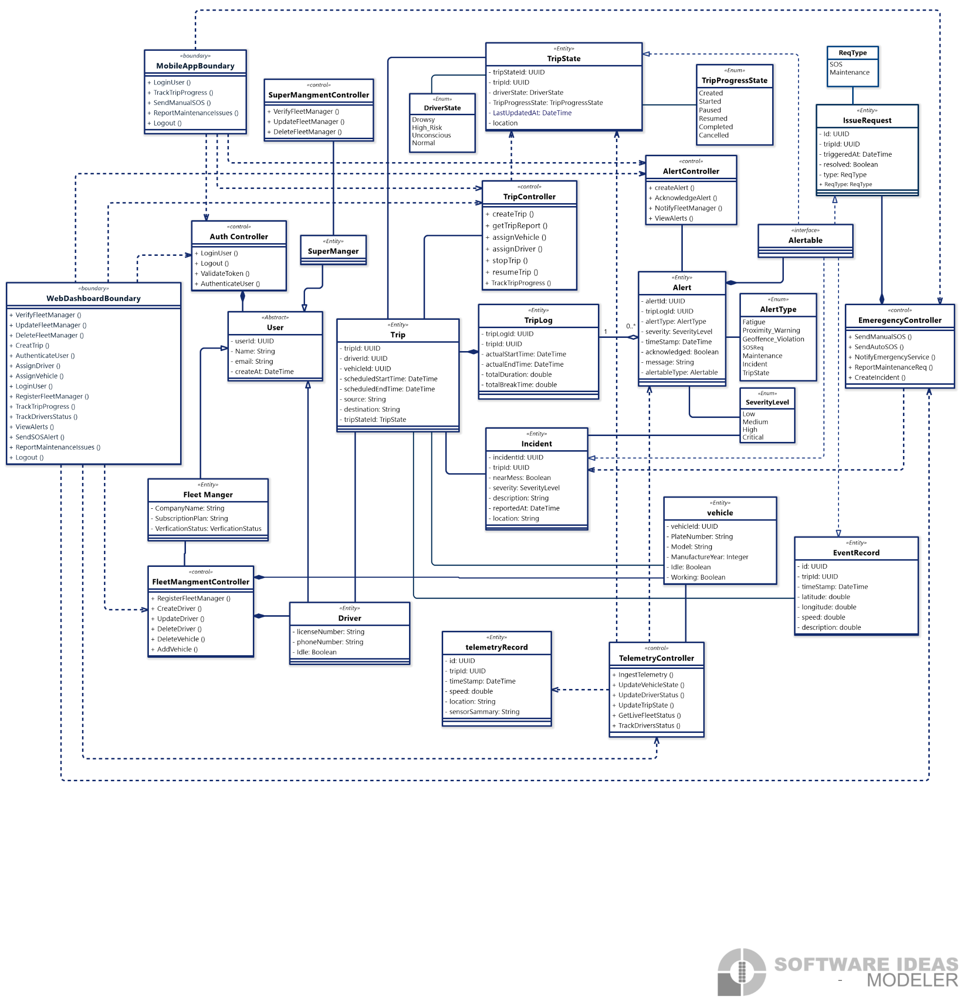 «boundary»
MobileAppBoundary
+ LoginUser ()
+ TrackTripProgress ()
+ SendManualSOS ()
+ ReportMaintenanceIssues ()
+ Logout ()
«control»
SuperMangmentController
+ VerifyFleetManager ()
+ UpdateFleetManager ()
+ DeleteFleetManager ()
«Entity»
TripState
- tripStateId: UUID
- tripId: UUID
- driverState: DriverState
- TripProgressState: TripProgressState
- LastUpdatedAt: DateTime
- location
«Enum»
DriverState
Drowsy
High_Risk
Unconscious
Normal
«Enum»
TripProgressState
Created
Started
Paused
Resumed
Completed
Cancelled
ReqType
SOS
Maintenance
«Entity»
IssueRequest
- Id: UUID
- tripId: UUID
- triggeredAt: DateTime
- resolved: Boolean
- type: ReqType
+ ReqType: ReqType
«control»
AlertController
+ createAlert ()
+ AcknowledgeAlert ()
+ NotifyFleetManager ()
+ ViewAlerts ()
«control»
TripController
+ createTrip ()
+ getTripReport ()
+ assignVehicle ()
+ assignDriver ()
+ stopTrip ()
+ resumeTrip ()
+ TrackTripProgress ()
«control»
Auth Controller
+ LoginUser ()
+ Logout ()
+ ValidateToken ()
+ AuthenticateUser ()
«Entity»
SuperManger
«interface»
Alertable
«boundary»
WebDashboardBoundary
+ VerifyFleetManager ()
+ UpdateFleetManager ()
+ DeleteFleetManager ()
+ CreatTrip ()
+ AuthenticateUser ()
+ AssignDriver ()
+ AssignVehicle ()
+ LoginUser ()
+ RegisterFleetManager ()
+ TrackTripProgress ()
+ TrackDriversStatus ()
+ ViewAlerts ()
+ SendSOSAlert ()
+ ReportMaintenanceIssues ()
+ Logout ()
«Abstract»
User
- userId: UUID
- Name: String
- email: String
- createAt: DateTime
«Entity»
Trip
- tripId: UUID
- driverId: UUID
- vehicleId: UUID
- scheduledStartTime: DateTime
- scheduledEndTime: DateTime
- source: String
- destination: String
- tripStateId: TripState
«Entity»
TripLog
- tripLogId: UUID
- tripId: UUID
- actualStartTime: DateTime
- actualEndTime: DateTime
- totalDuration: double
- totalBreakTime: double
1
0..*
«Entity»
Alert
- alertId: UUID
- tripLogId: UUID
- alertType: AlertType
- severity: SeverityLevel
- timeStamp: DateTime
- acknowledged: Boolean
- message: String
- alertableType: Alertable
«Enum»
AlertType
Fatigue
Proximity_Warning
Geoffence_Violation
SOSReq
Maintenance
Incident
TripState
«control»
EmeregencyController
+ SendManualSOS ()
+ SendAutoSOS ()
+ NotifyEmergencyService ()
+ ReportMaintenanceReq ()
+ CreateIncident ()
«Enum»
SeverityLevel
Low
Medium
High
Critical
«Entity»
Incident
- incidentId: UUID
- tripId: UUID
- nearMess: Boolean
- severity: SeverityLevel
- description: String
- reportedAt: DateTime
- location: String
«Entity»
Fleet Manger
- CompanyName: String
- SubscriptionPlan: String
- VerficationStatus: VerficationStatus
«Entity»
vehicle
- vehicleId: UUID
- PlateNumber: String
- Model: String
- ManufactureYear: Integer
- Idle: Boolean
- Working: Boolean
«Entity»
EventRecord
- id: UUID
- tripId: UUID
- timeStamp: DateTime
- latitude: double
- longitude: double
- speed: double
- description: double
«control»
FleetMangmentController
+ RegisterFleetManager ()
+ CreateDriver ()
+ UpdateDriver ()
+ DeleteDriver ()
+ DeleteVehicle ()
+ AddVehicle ()
«Entity»
Driver
- licenseNumber: String
- phoneNumber: String
- Idle: Boolean
«Entity»
telemetryRecord
- id: UUID
- tripId: UUID
- timeStamp: DateTime
- speed: double
- location: String
- sensorSammary: String
«control»
TelemetryController
+ IngestTelemetry ()
+ UpdateVehicleState ()
+ UpdateDriverStatus ()
+ UpdateTripState ()
+ GetLiveFleetStatus ()
+ TrackDriversStatus ()
SOFTWARE IDEAS
- MODELER